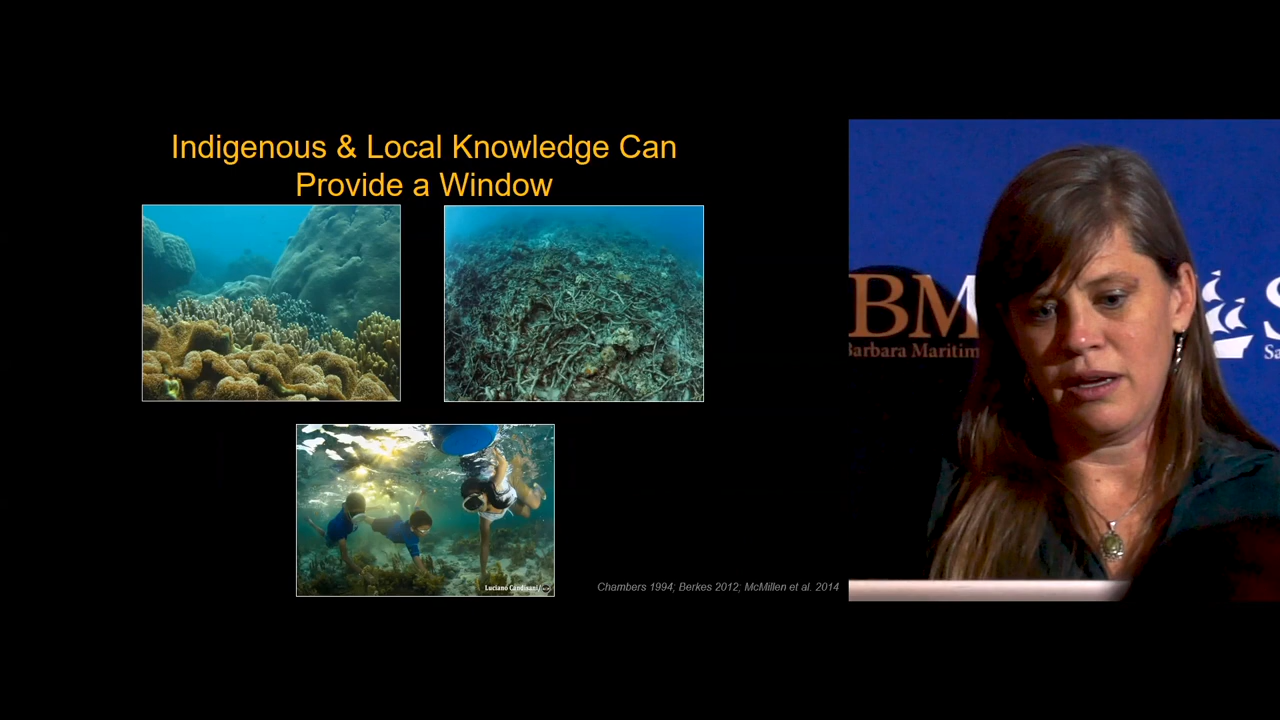 Indigenous & Local Knowledge Can
Provide a Window
Luciano Candisani
Chambers 1994; Berkes 2012; McMillen et al. 2014
BM
Barbara Maritim
S
Sa